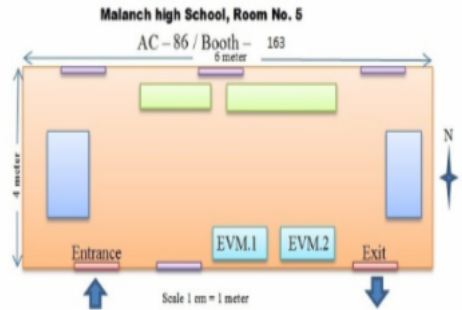 Malanch high School, Room No. 5
AC – 86 / Booth – 163
6 meter
4 meter
N
EVM.1 EVM.2
Entrance Exit
Scale 1 cm = 1 meter